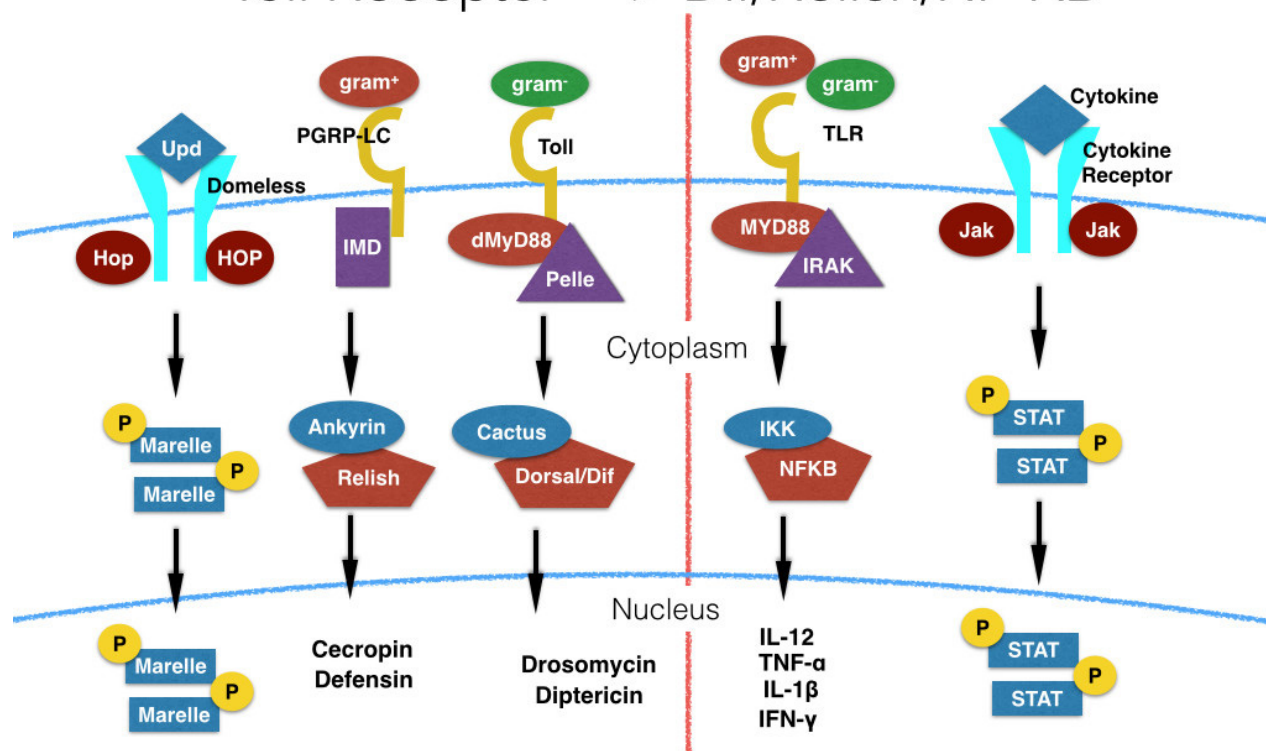 gram⁺
PGRP-LC
Upd
Domeless
Hop
HOP
IMD
gram⁻
Toll
dMyD88
Pelle
gram⁺
gram⁻
TLR
MYD88
IRAK
Cytokine
Cytokine
Receptor
Jak
Jak
Cytoplasm
P
Marelle
P
Marelle
Ankyrin
Relish
Cactus
Dorsal/Dif
IKK
NFKB
P
STAT
P
STAT
Nucleus
P
Marelle
P
Marelle
Cecropin
Defensin
Drosomycin
Diptericin
IL-12
TNF-α
IL-1β
IFN-γ
P
STAT
P
STAT